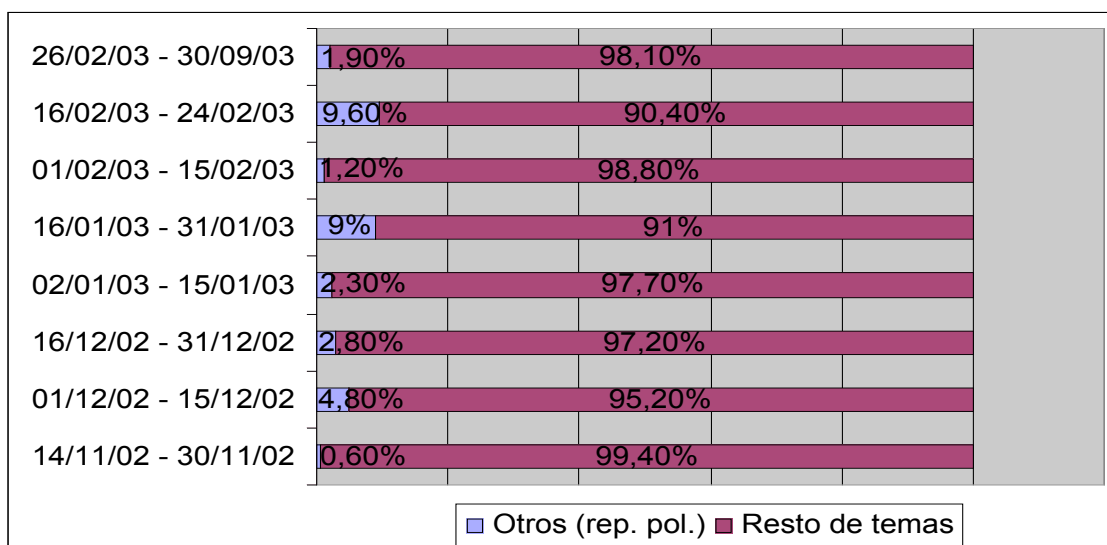 26/02/03 - 30/09/03 1,90% 98,10%
16/02/03 - 24/02/03 9,60% 90,40%
01/02/03 - 15/02/03 1,20% 98,80%
16/01/03 - 31/01/03 9% 91%
02/01/03 - 15/01/03 2,30% 97,70%
16/12/02 - 31/12/02 2,80% 97,20%
01/12/02 - 15/12/02 4,80% 95,20%
14/11/02 - 30/11/02 0,60% 99,40%
Otros (rep. pol.) Resto de temas